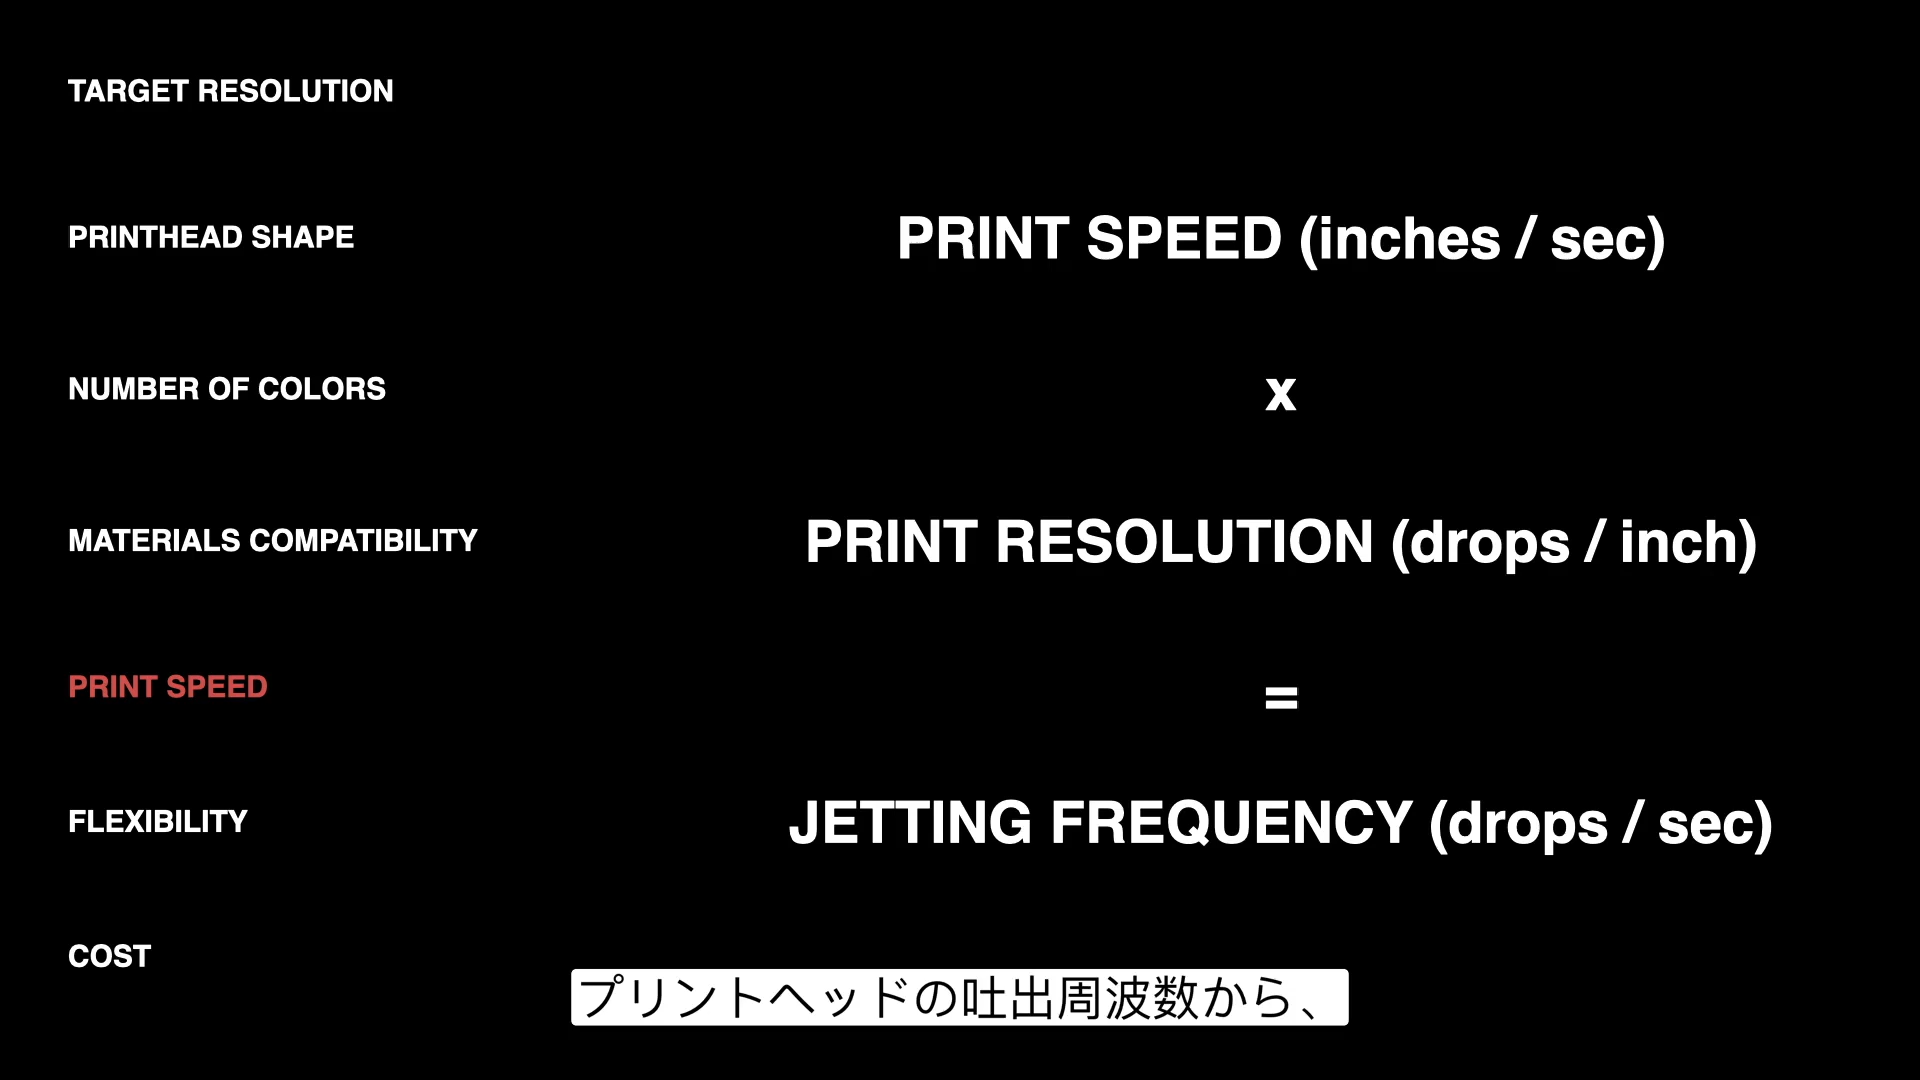 TARGET RESOLUTION
PRINTHEAD SHAPE
NUMBER OF COLORS
MATERIALS COMPATIBILITY
PRINT SPEED
FLEXIBILITY
COST
PRINT SPEED (inches / sec)
x
PRINT RESOLUTION (drops / inch)
=
JETTING FREQUENCY (drops / sec)
プリントヘッドの吐出周波数から、